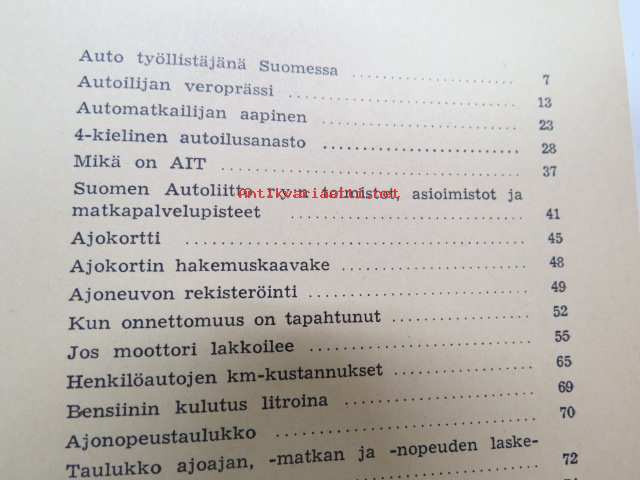 Auto työllistäjänä Suomessa ................ 7
Autoilijan veroprässi ................ 13
Automatkailijan aapinen ................ 23
4-kielinen autoilusanasto ................ 28
Mikä on AIT ................ 37
Suomen Autoliitto r.y:n toimistot, asioimistot ja
matkapalvelupisteet ................ 41
Ajokortti ................ 45
Ajokortin hakemuskaavake ................ 48
Ajoneuvon rekisteröinti ................ 49
Kun onnettomuus on tapahtunut ................ 52
Jos moottori lakkoilee ................ 55
Henkilöautojen km-kustannukset ................ 65
Bensiinin kulutus litroina ................ 69
Ajonopeustaulukko ................ 70
Taulukko ajoajan, -matkan ja -nopeuden laske-
72